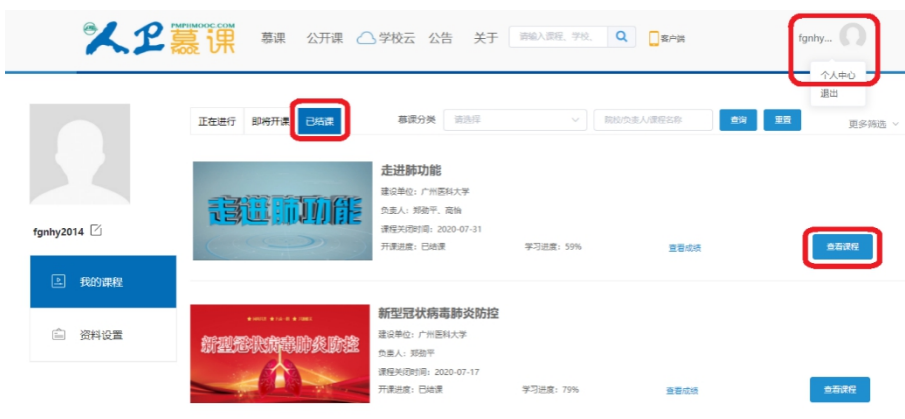 人卫慕课
PMPHMOOC.COM
慕课 公开课 学校云 公告 关于 请输入课程、学校、 客户端 fgnhy...
个人中心
退出
正在进行 即将开课 已结课 慕课分类 请选择 院校/负责人/课程名称 查询 重置 更多筛选
走进肺功能
走进肺功能
建设单位：广州医科大学
负责人：郑劲平、高怡
课程关闭时间：2020-07-31
开课进度：已结课 学习进度：59% 查看成绩 查看课程
fgnhy2014
我的课程
资料设置
新型冠状病毒肺炎防控
新型冠状病毒肺炎防控
建设单位：广州医科大学
负责人：郑劲平
课程关闭时间：2020-07-17
开课进度：已结课 学习进度：79% 查看成绩 查看课程